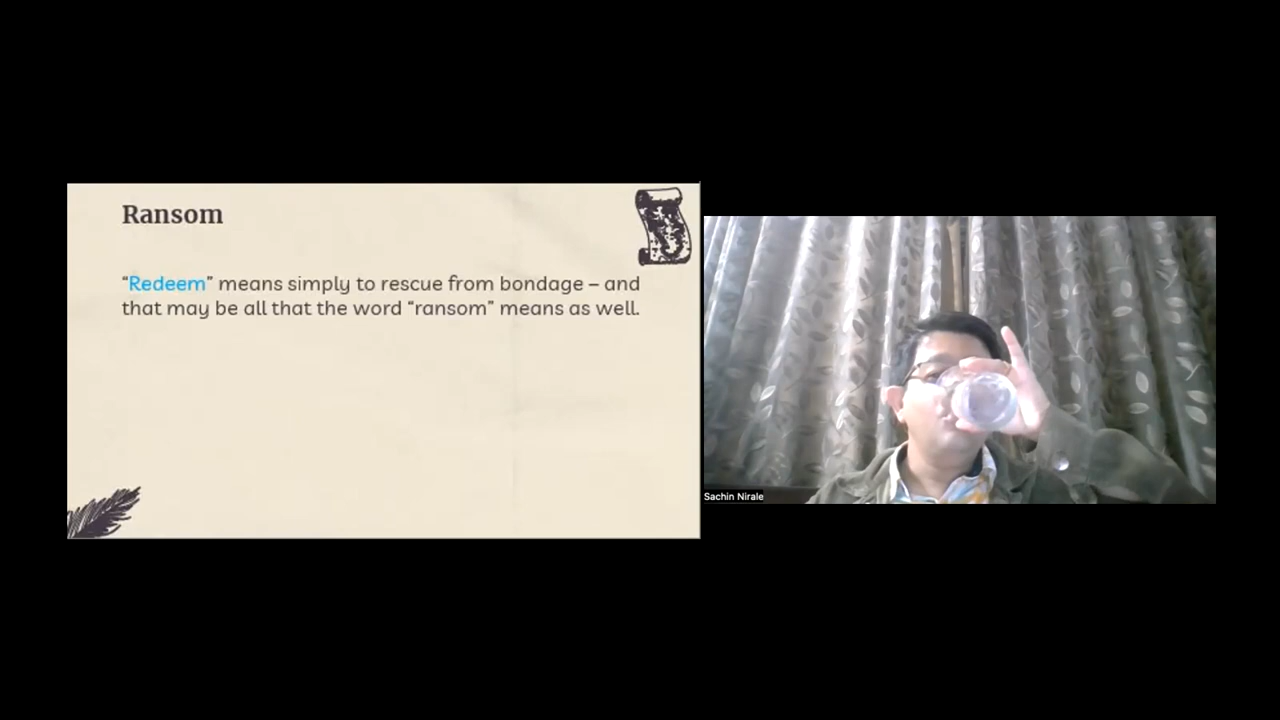 Ransom
“Redeem” means simply to rescue from bondage – and
that may be all that the word “ransom” means as well.
Sachin Nirale